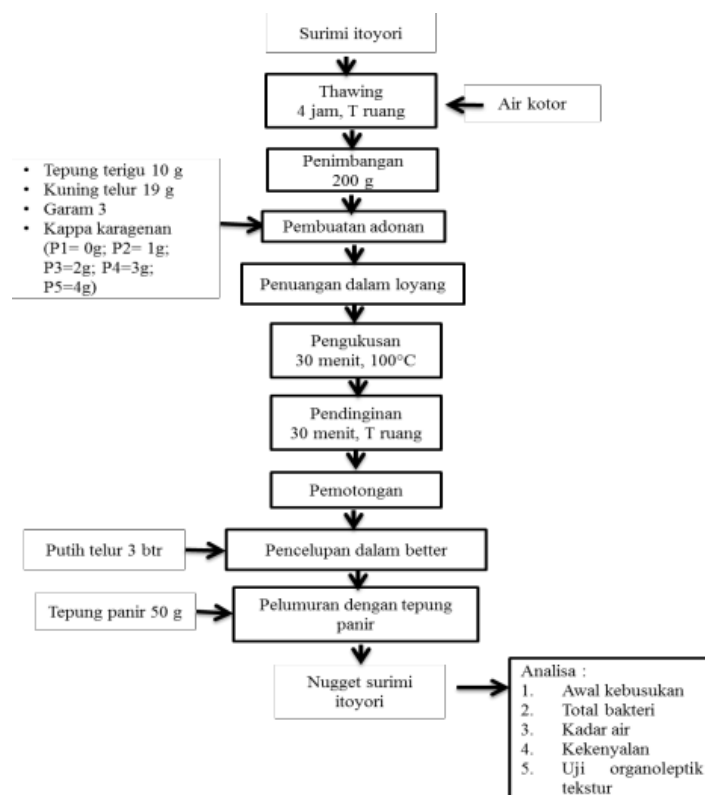 Surimi itoyori
Thawing
4 jam, T ruang
Air kotor
Penimbangan
200 g
• Tepung terigu 10 g
• Kuning telur 19 g
• Garam 3
• Kappa karagenan
(P1= 0g; P2= 1g;
P3=2g; P4=3g;
P5=4g)
Pembuatan adonan
Penuangan dalam loyang
Pengukusan
30 menit, 100°C
Pendinginan
30 menit, T ruang
Pemotongan
Putih telur 3 btr
Pencelupan dalam better
Tepung panir 50 g
Pelumuran dengan tepung
panir
Nugget surimi
itoyori
Analisa :
1. Awal kebusukan
2. Total bakteri
3. Kadar air
4. Kekenyalan
5. Uji organoleptik
tekstur